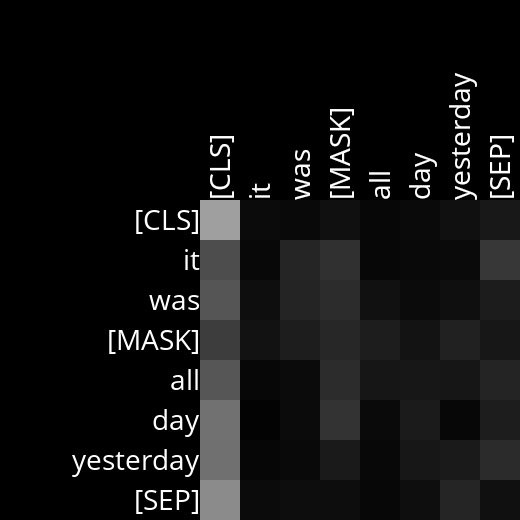 [CLS]
it
was
[MASK]
all
day
yesterday
[SEP]
[CLS]
it
was
[MASK]
all
day
yesterday
[SEP]